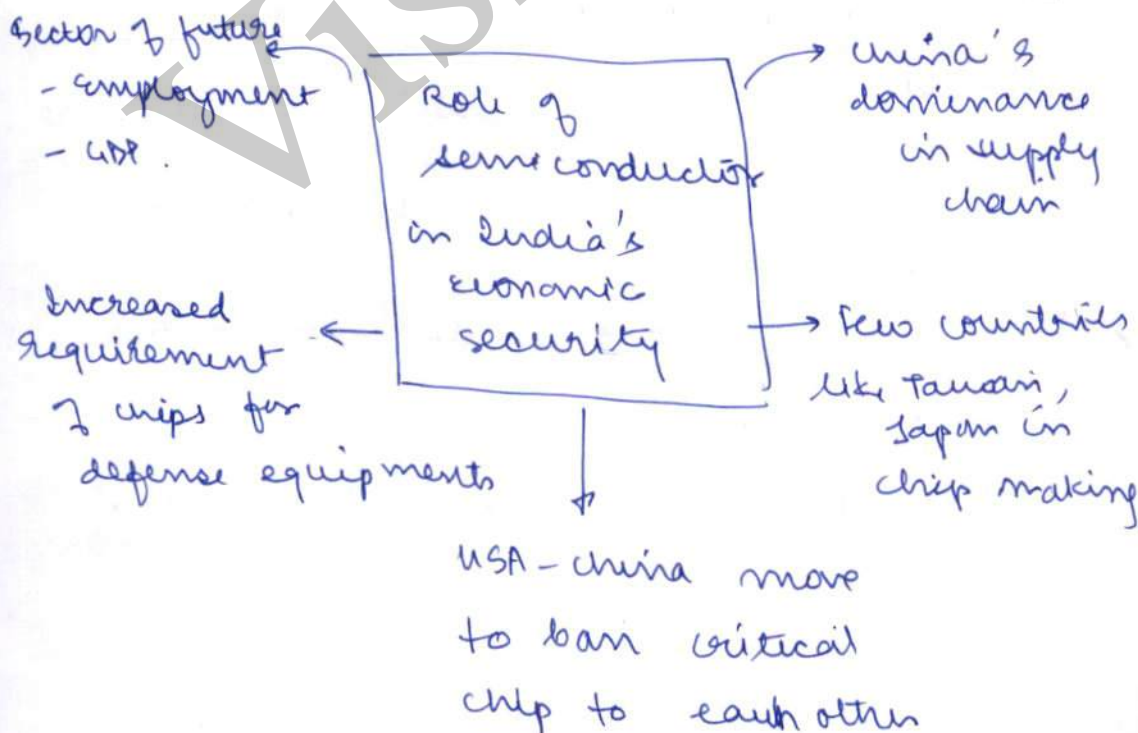 Sector of future
- Employment
- GDP.
Role of
semiconductor
in India's
economic
security
China's
dominance
in supply
chain
Increased
requirement
of chips for
defense equipments
Few countries
like Taiwan,
Japan in
chip making
USA - China move
to ban critical
chip to each other
Vis